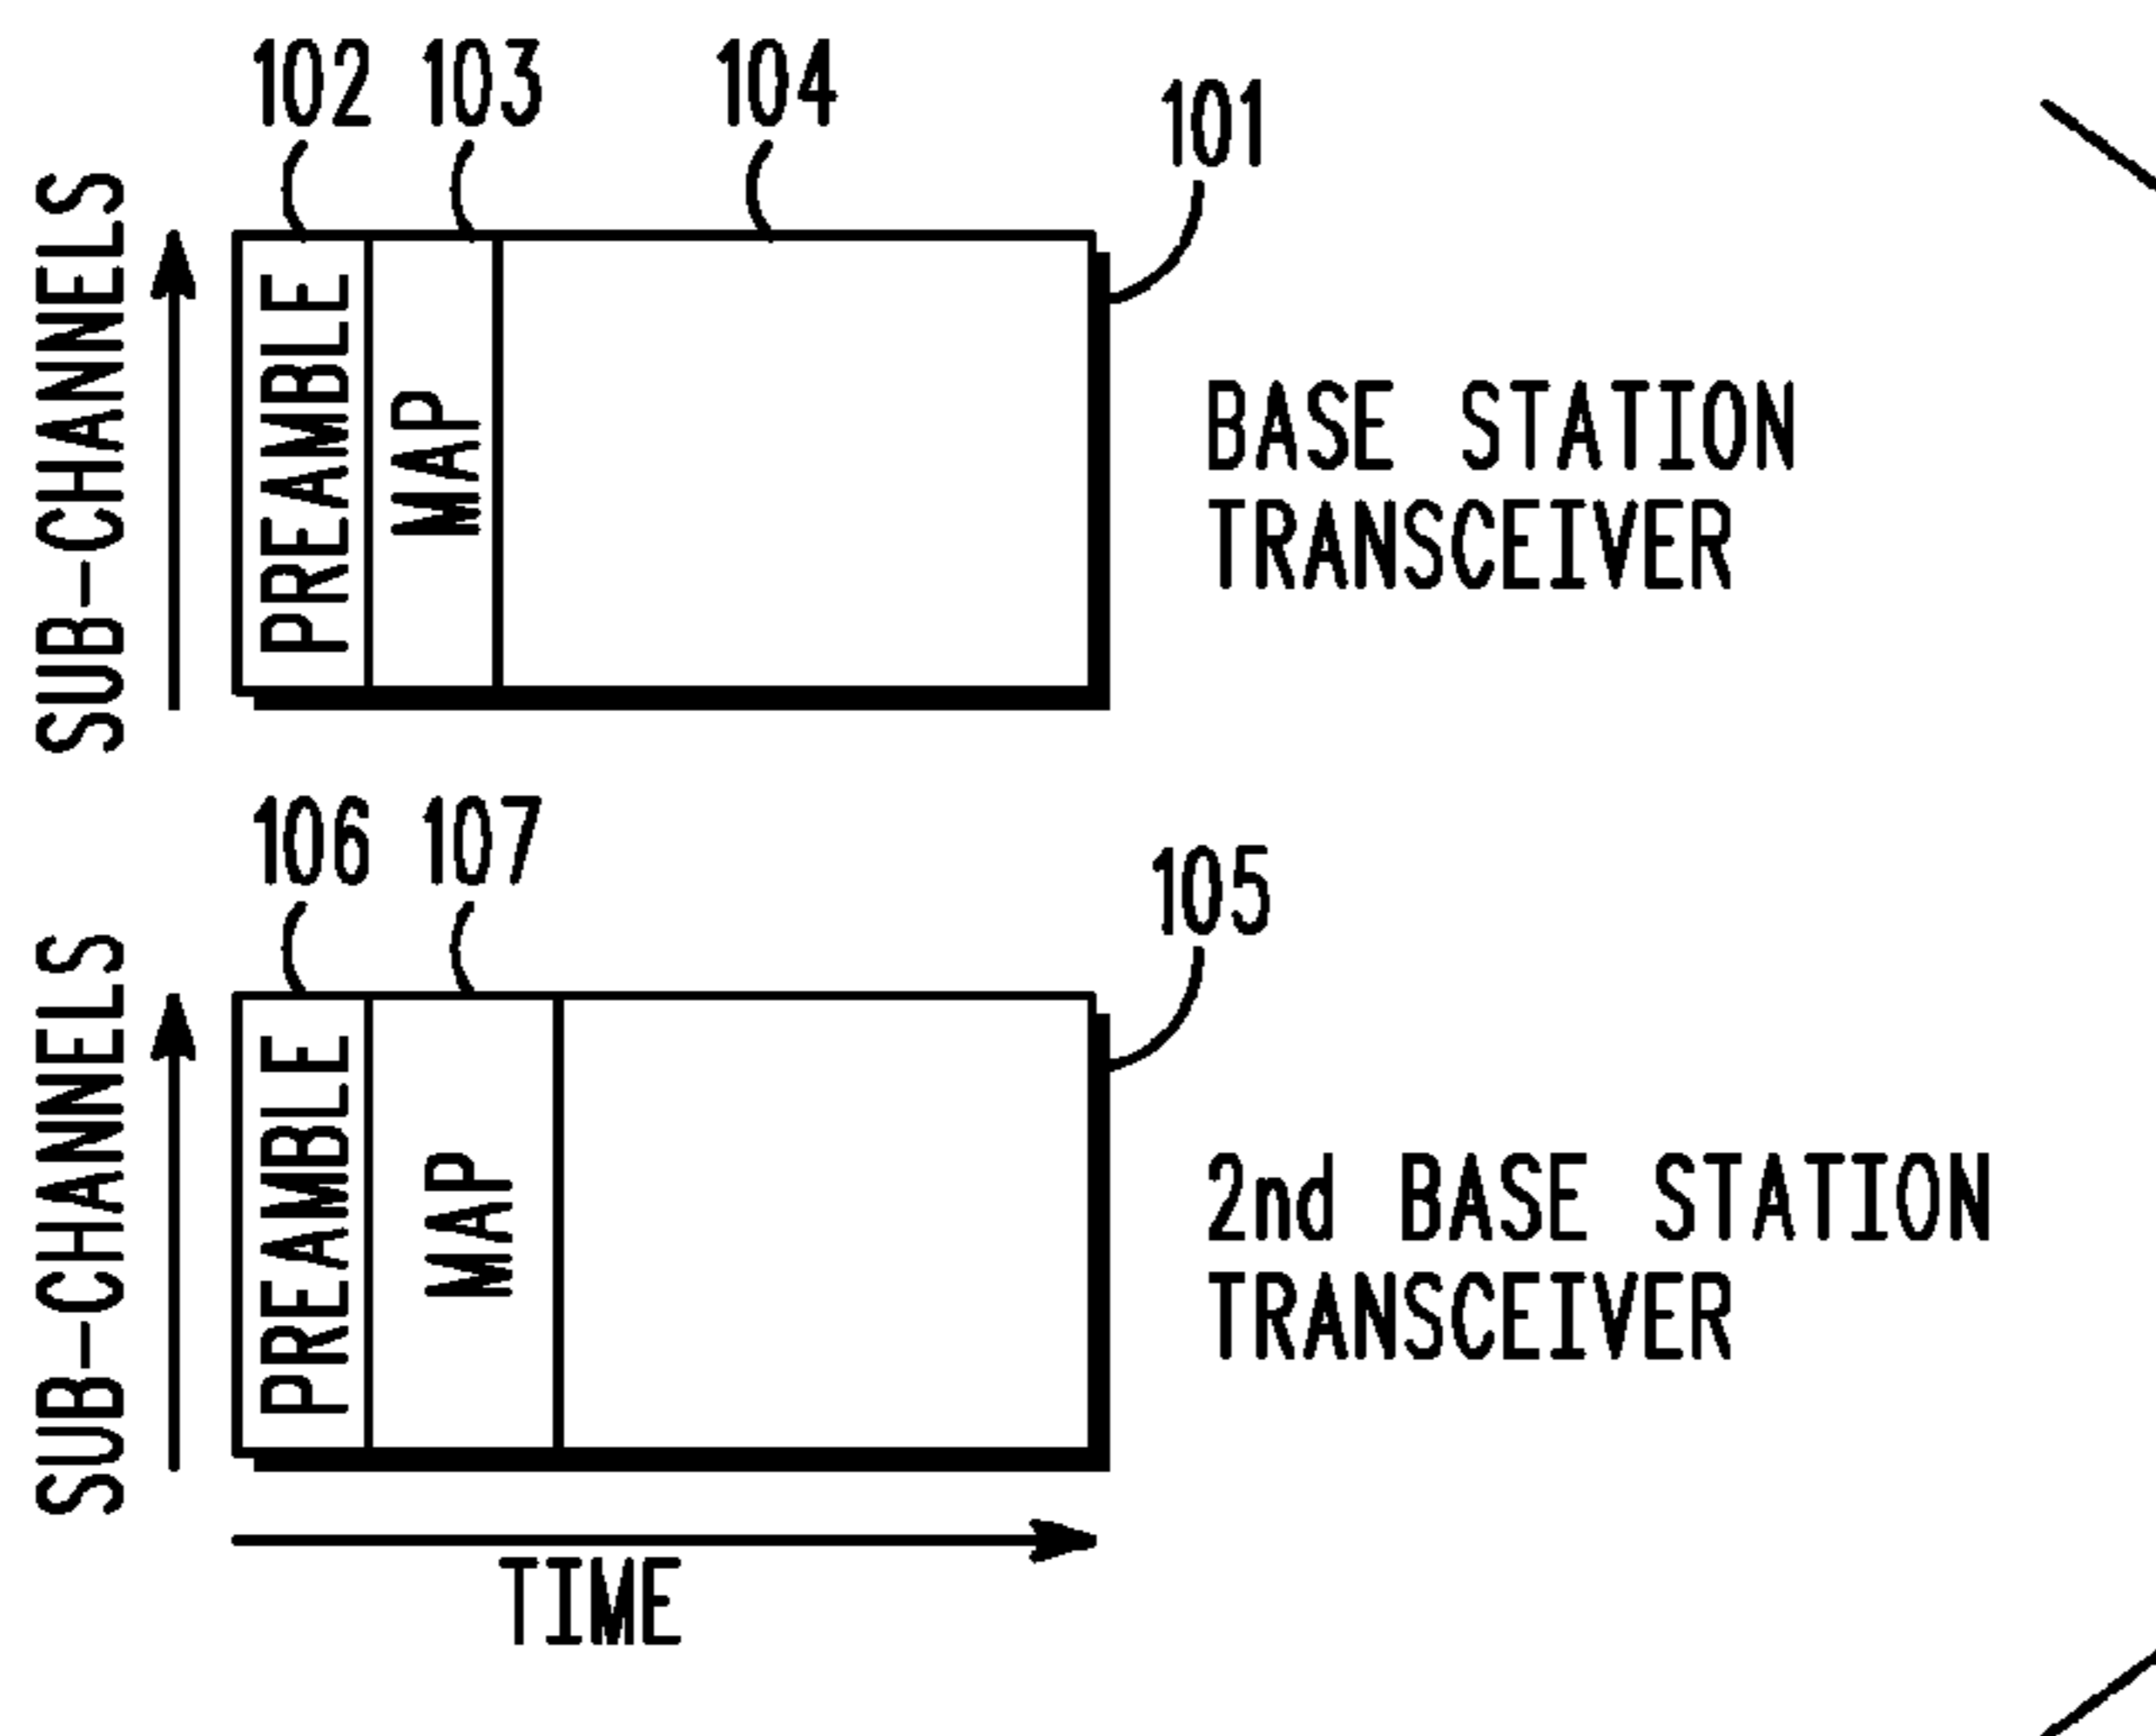 102 103 104
101
SUB-CHANNELS
PREAMBLE
MAP
BASE STATION
TRANSCEIVER
106 107
105
SUB-CHANNELS
PREAMBLE
MAP
2nd BASE STATION
TRANSCEIVER
TIME